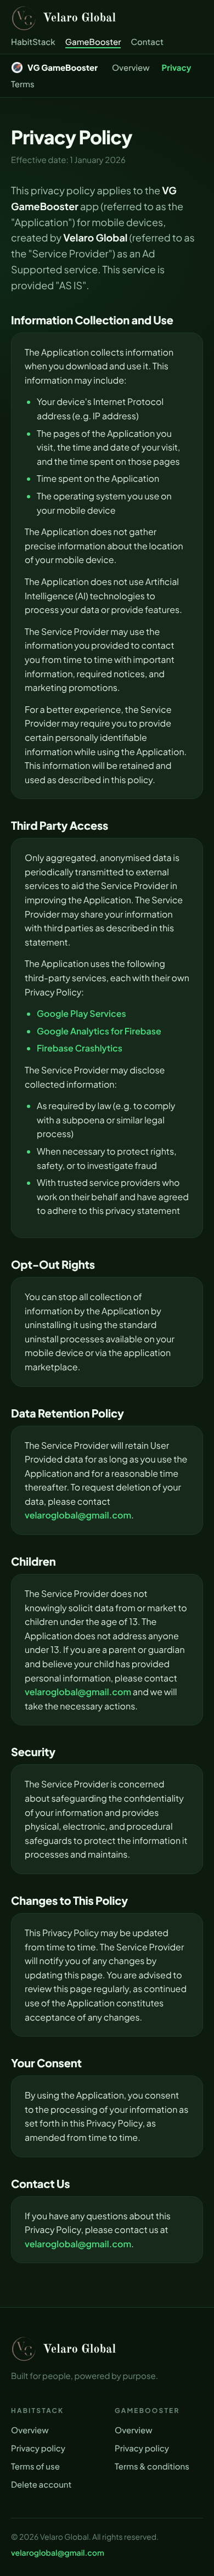 Velaro Global
HabitStack GameBooster Contact
VG GameBooster Overview Privacy
Terms
Privacy Policy
Effective date: 1 January 2026
This privacy policy applies to the VG
GameBooster app (referred to as the
"Application") for mobile devices,
created by Velaro Global (referred to as
the "Service Provider") as an Ad
Supported service. This service is
provided "AS IS".
Information Collection and Use
The Application collects information
when you download and use it. This
information may include:
• Your device's Internet Protocol
address (e.g. IP address)
• The pages of the Application you
visit, the time and date of your visit,
and the time spent on those pages
• Time spent on the Application
• The operating system you use on
your mobile device
The Application does not gather
precise information about the location
of your mobile device.
The Application does not use Artificial
Intelligence (AI) technologies to
process your data or provide features.
The Service Provider may use the
information you provided to contact
you from time to time with important
information, required notices, and
marketing promotions.
For a better experience, the Service
Provider may require you to provide
certain personally identifiable
information while using the Application.
This information will be retained and
used as described in this policy.
Third Party Access
Only aggregated, anonymised data is
periodically transmitted to external
services to aid the Service Provider in
improving the Application. The Service
Provider may share your information
with third parties as described in this
statement.
The Application uses the following
third-party services, each with their own
Privacy Policy:
• Google Play Services
• Google Analytics for Firebase
• Firebase Crashlytics
The Service Provider may disclose
collected information:
• As required by law (e.g. to comply
with a subpoena or similar legal
process)
• When necessary to protect rights,
safety, or to investigate fraud
• With trusted service providers who
work on their behalf and have agreed
to adhere to this privacy statement
Opt-Out Rights
You can stop all collection of
information by the Application by
uninstalling it using the standard
uninstall processes available on your
mobile device or via the application
marketplace.
Data Retention Policy
The Service Provider will retain User
Provided data for as long as you use the
Application and for a reasonable time
thereafter. To request deletion of your
data, please contact
velaroglobal@gmail.com.
Children
The Service Provider does not
knowingly solicit data from or market to
children under the age of 13. The
Application does not address anyone
under 13. If you are a parent or guardian
and believe your child has provided
personal information, please contact
velaroglobal@gmail.com and we will
take the necessary actions.
Security
The Service Provider is concerned
about safeguarding the confidentiality
of your information and provides
physical, electronic, and procedural
safeguards to protect the information it
processes and maintains.
Changes to This Policy
This Privacy Policy may be updated
from time to time. The Service Provider
will notify you of any changes by
updating this page. You are advised to
review this page regularly, as continued
use of the Application constitutes
acceptance of any changes.
Your Consent
By using the Application, you consent
to the processing of your information as
set forth in this Privacy Policy, as
amended from time to time.
Contact Us
If you have any questions about this
Privacy Policy, please contact us at
velaroglobal@gmail.com.
Velaro Global
Built for people, powered by purpose.
HABITSTACK
Overview
Privacy policy
Terms of use
Delete account
GAMEBOOSTER
Overview
Privacy policy
Terms & conditions
© 2026 Velaro Global. All rights reserved.
velaroglobal@gmail.com